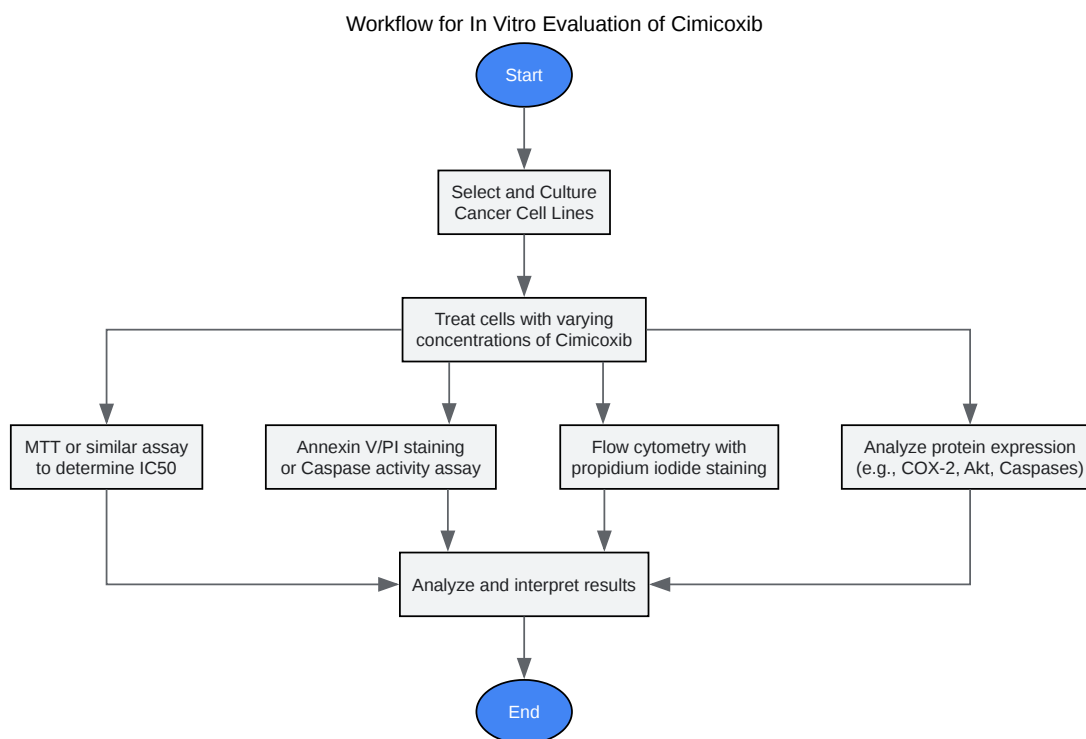 Workflow for In Vitro Evaluation of Cimicoxib
Start
Select and Culture
Cancer Cell Lines
Treat cells with varying
concentrations of Cimicoxib
MTT or similar assay
to determine IC50
Annexin V/PI staining
or Caspase activity assay
Flow cytometry with
propidium iodide staining
Analyze protein expression
(e.g., COX-2, Akt, Caspases)
Analyze and interpret results
End